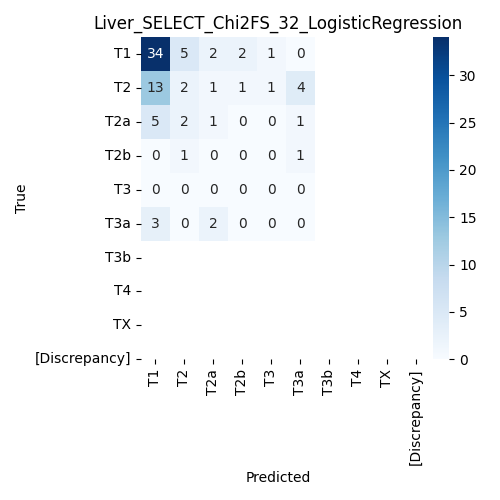 Liver_SELECT_Chi2FS_32_LogisticRegression
T1 34 5 2 2 1 0
T2 13 2 1 1 1 4
T2a 5 2 1 0 0 1
T2b 0 1 0 0 0 1
T3 0 0 0 0 0 0
T3a 3 0 2 0 0 0
T3b
T4
TX
[Discrepancy]
True
T1 T2 T2a T2b T3 T3a T3b T4 TX [Discrepancy]
Predicted
30
25
20
15
10
5
0